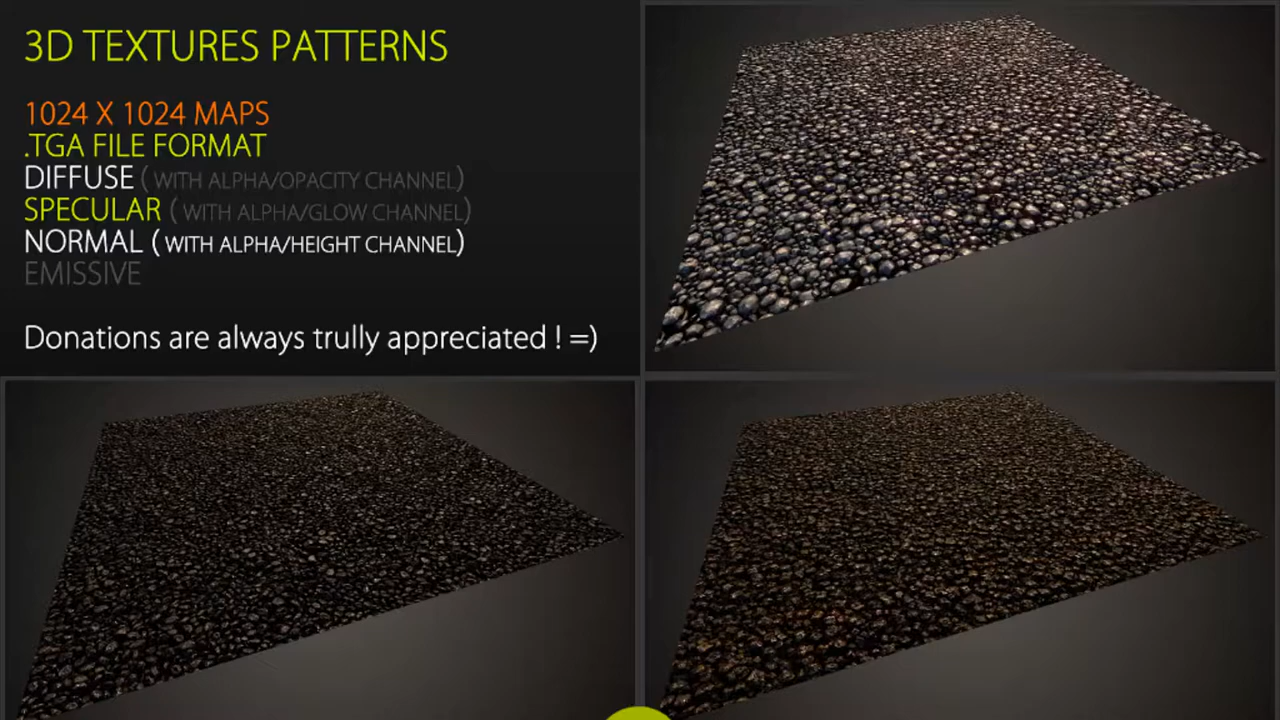 3D TEXTURES PATTERNS
1024 X 1024 MAPS
.TGA FILE FORMAT
DIFFUSE ( WITH ALPHA/OPACITY CHANNEL)
SPECULAR ( WITH ALPHA/GLOW CHANNEL)
NORMAL ( WITH ALPHA/HEIGHT CHANNEL)
EMISSIVE
Donations are always trully appreciated ! =)